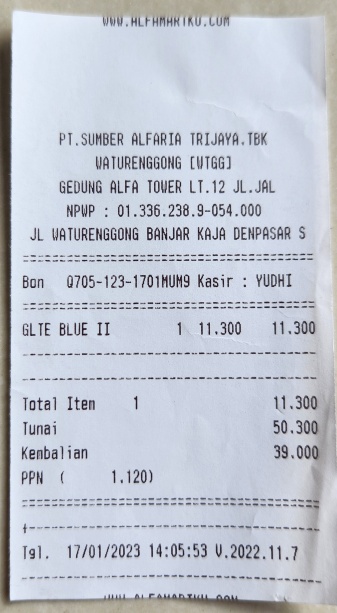 WWW.ALFAMARTKU.COM
PT.SUMBER ALFARIA TRIJAYA.TBK
WATURENGGONG [WTGG]
GEDUNG ALFA TOWER LT.12 JL.JAL
NPWP : 01.336.238.9-054.000
JL WATURENGGONG BANJAR KAJA DENPASAR S
Bon Q705-123-1701MUM9 Kasir : YUDHI
GLTE BLUE II 1 11.300 11.300
Total Item 1 11.300
Tunai 50.300
Kembalian 39.000
PPN ( 1.120)
Tgl. 17/01/2023 14:05:53 V.2022.11.7
WWW.ALFAMARTKU.COM